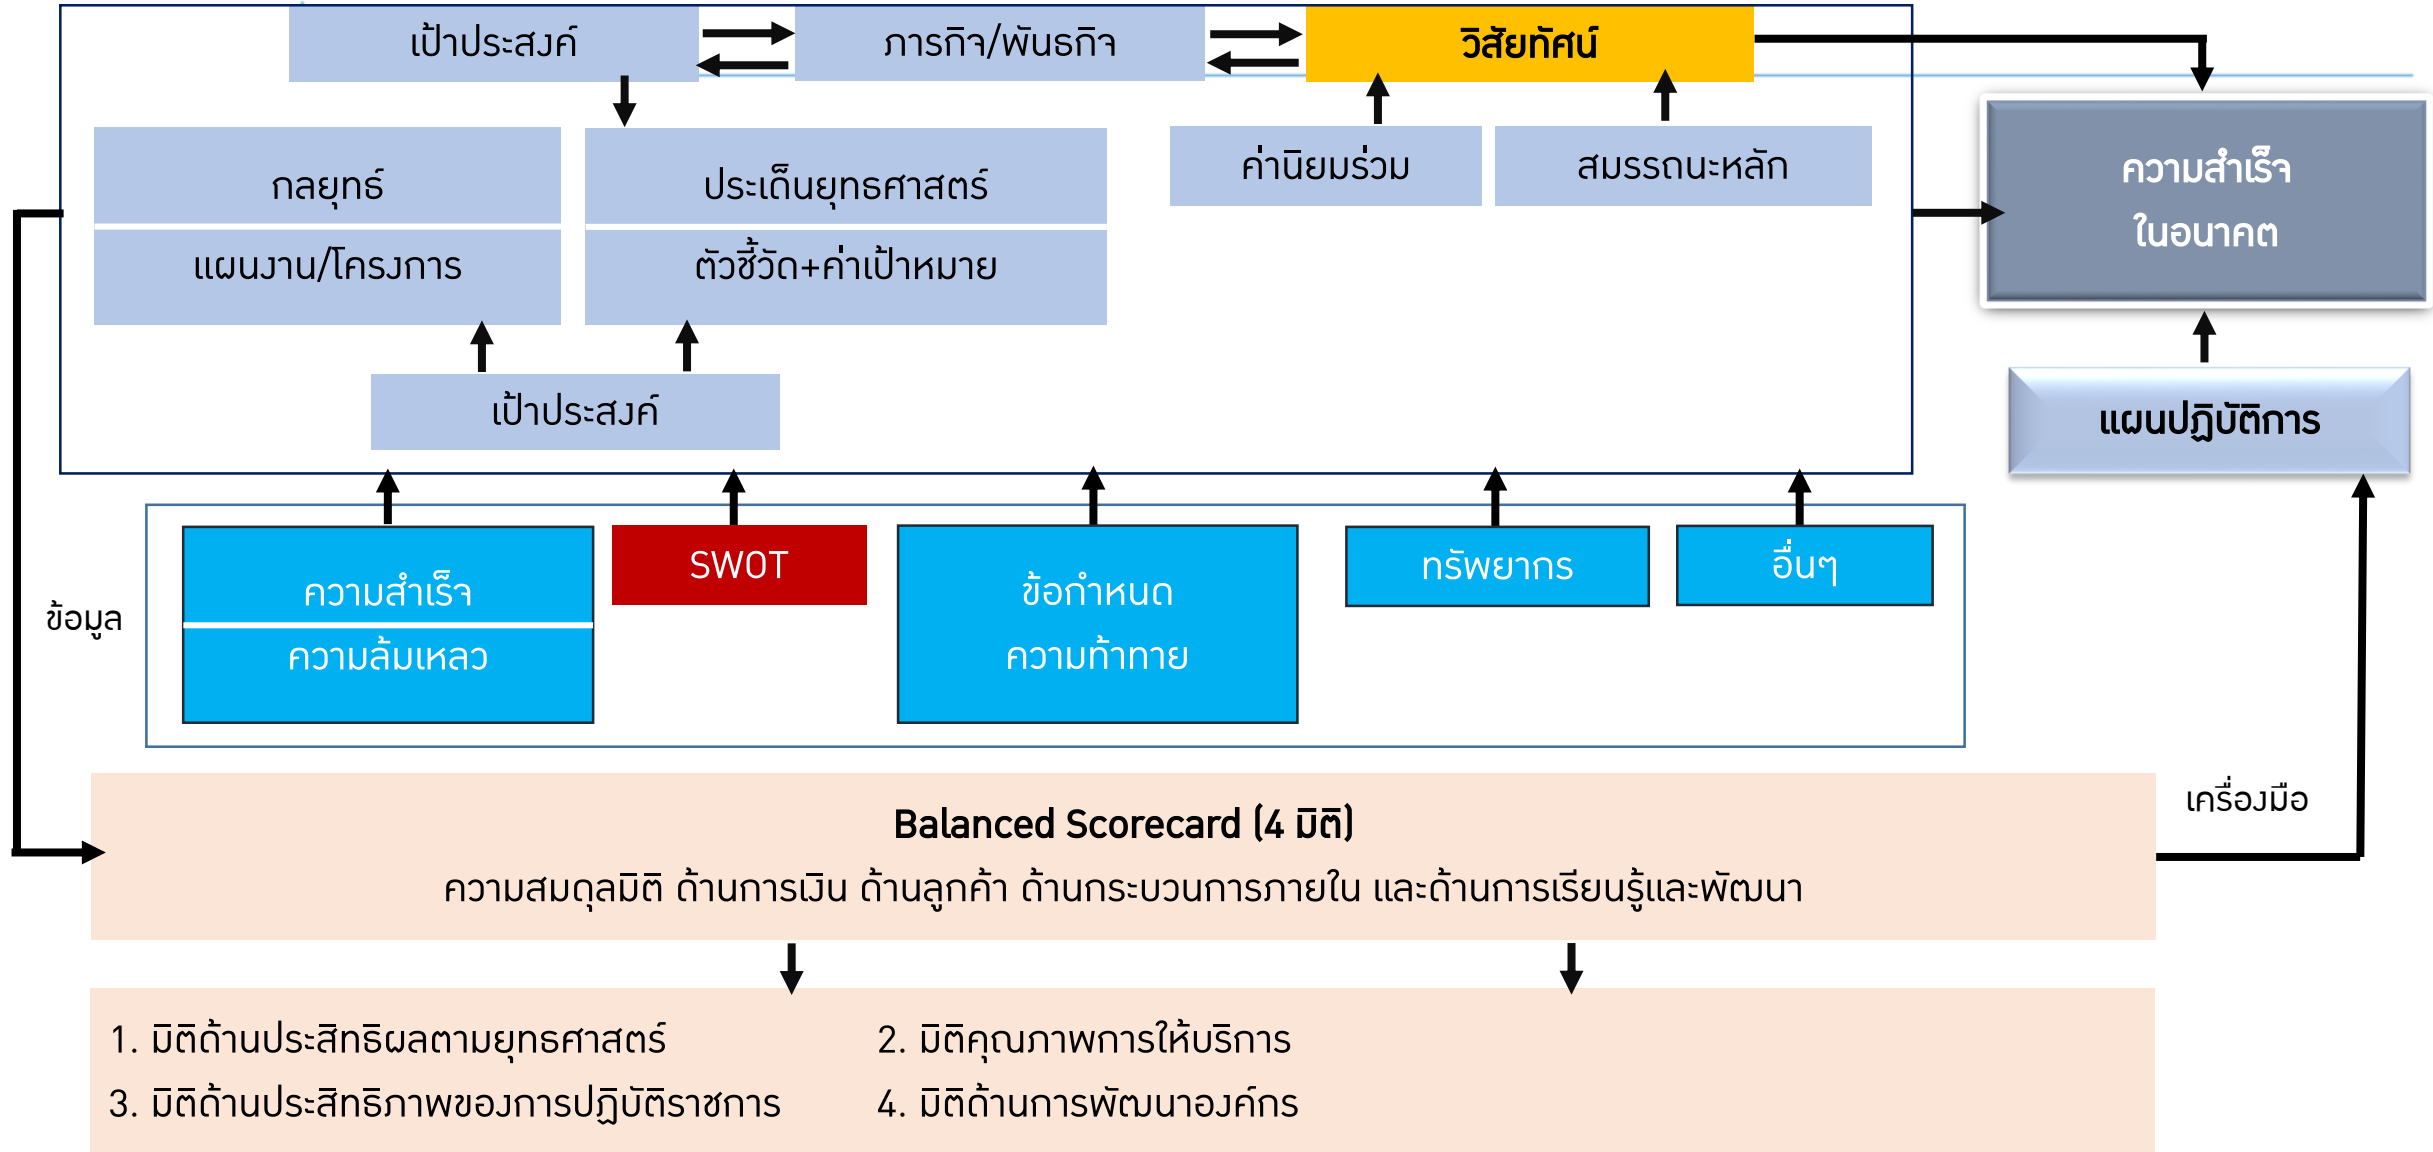 เป้าประสงค์
ภารกิจ/พันธกิจ
วิสัยทัศน์
กลยุทธ์
แผนงาน/โครงการ
ประเด็นยุทธศาสตร์
ตัวชี้วัด+ค่าเป้าหมาย
ค่านิยมร่วม
สมรรถนะหลัก
ความสำเร็จ
ในอนาคต
เป้าประสงค์
แผนปฏิบัติการ
ความสำเร็จ
ความล้มเหลว
SWOT
ข้อกำหนด
ความท้าทาย
ทรัพยากร
อื่นๆ
ข้อมูล
เครื่องมือ
Balanced Scorecard (4 มิติ)
ความสมดุลมิติ ด้านการเงิน ด้านลูกค้า ด้านกระบวนการภายใน และด้านการเรียนรู้และพัฒนา
1. มิติด้านประสิทธิผลตามยุทธศาสตร์ 2. มิติคุณภาพการให้บริการ
3. มิติด้านประสิทธิภาพของการปฏิบัติราชการ 4. มิติด้านการพัฒนาองค์กร